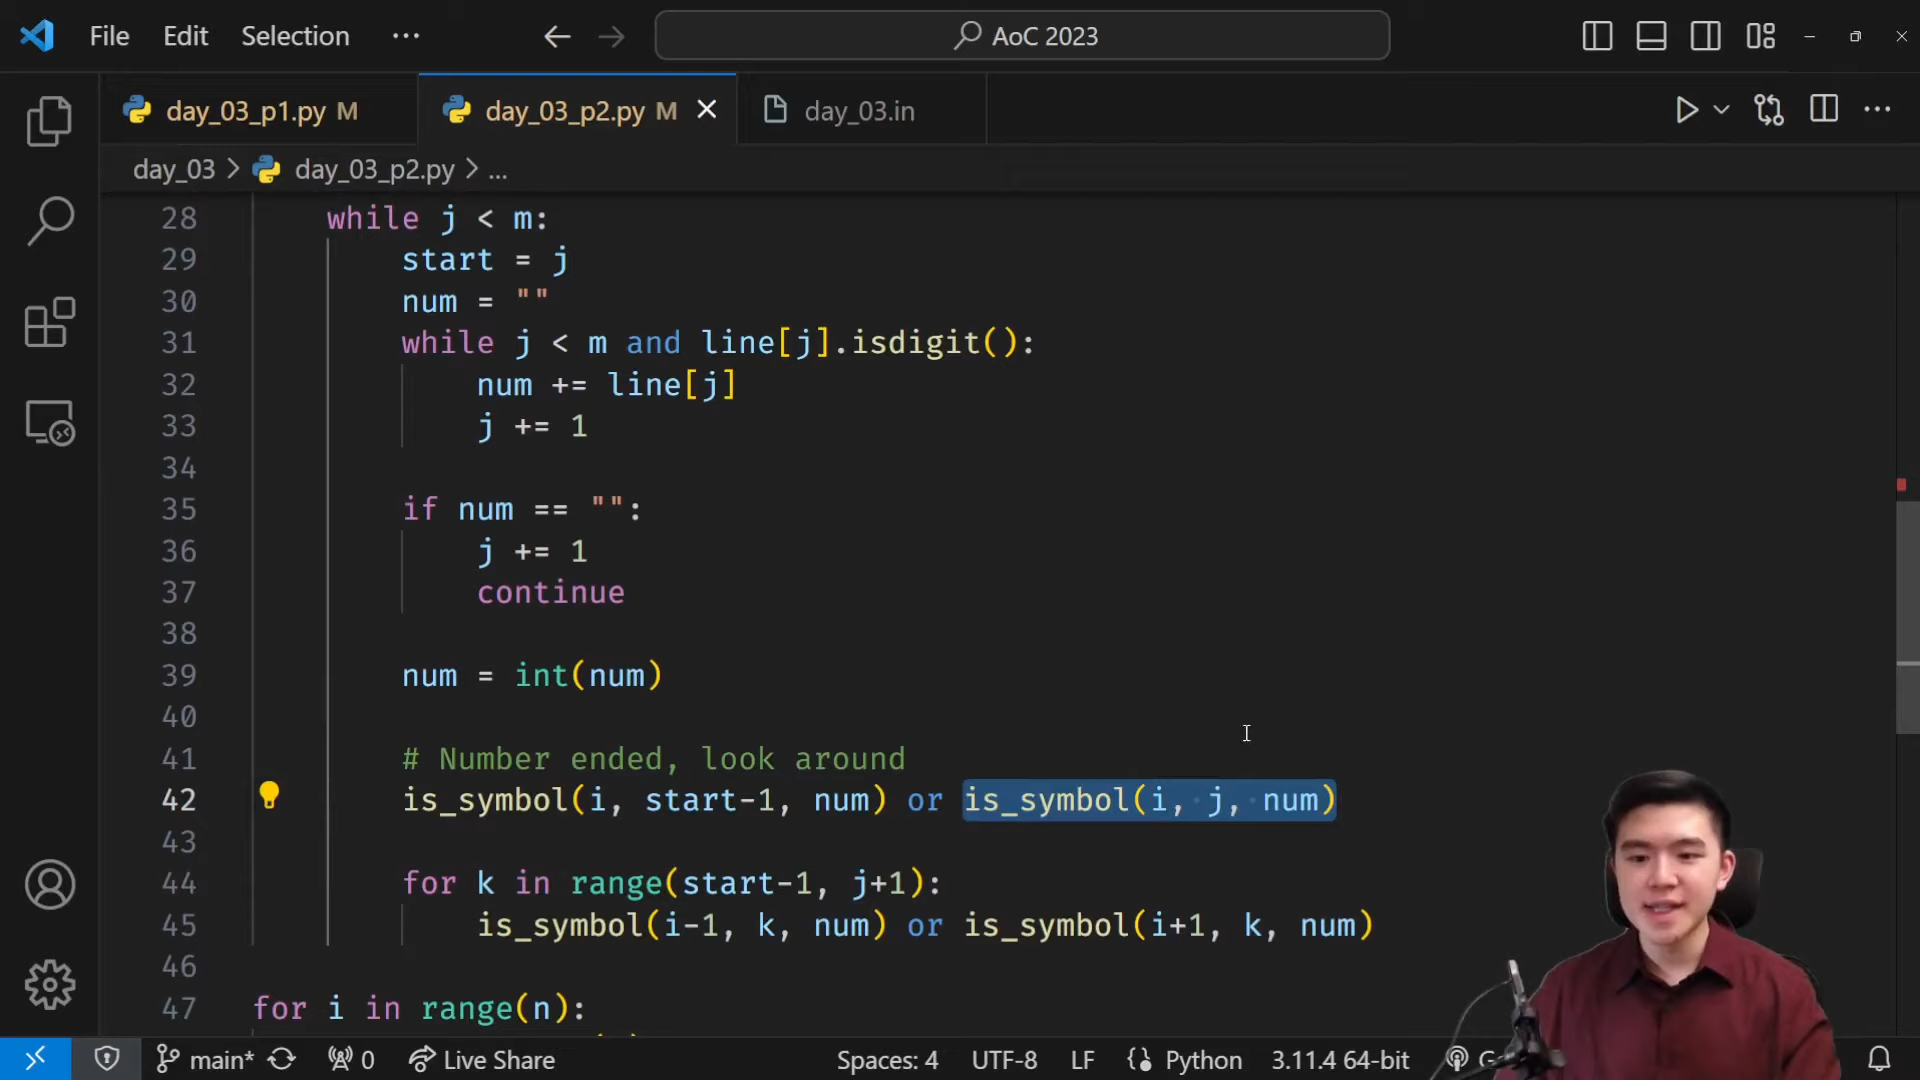 File Edit Selection ··· AoC 2023
day_03_p1.py M day_03_p2.py M day_03.in
day_03 > day_03_p2.py > ...
28 while j < m:
29 start = j
30 num = ""
31 while j < m and line[j].isdigit():
32 num += line[j]
33 j += 1
34
35 if num == "":
36 j += 1
37 continue
38
39 num = int(num)
40
41 # Number ended, look around
42 is_symbol(i, start-1, num) or is_symbol(i, j, num)
43
44 for k in range(start-1, j+1):
45 is_symbol(i-1, k, num) or is_symbol(i+1, k, num)
46
47 for i in range(n):
main* 0 Live Share Spaces: 4 UTF-8 LF Python 3.11.4 64-bit